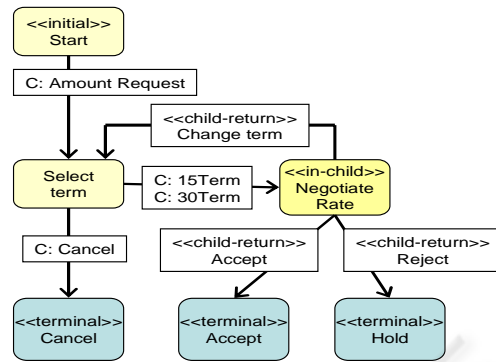 <<initial>>
Start
C: Amount Request
<<child-return>>
Change term
Select
term
C: 15Term
C: 30Term
<<in-child>>
Negotiate
Rate
C: Cancel
<<child-return>>
Accept
<<child-return>>
Reject
<<terminal>>
Cancel
<<terminal>>
Accept
<<terminal>>
Hold